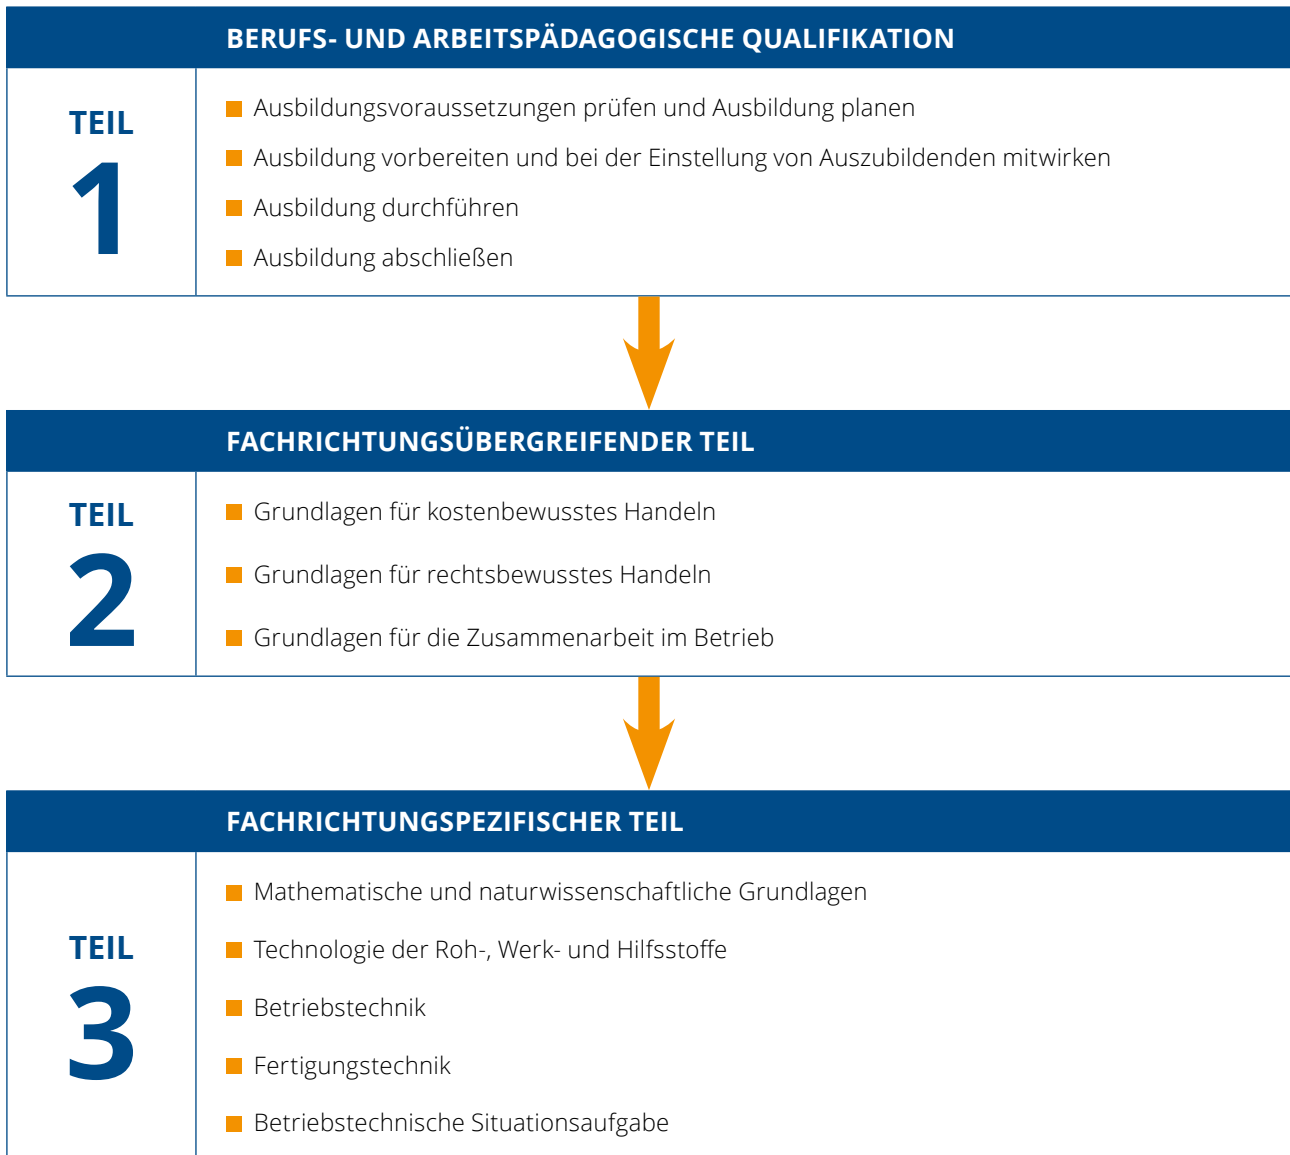 BERUFS- UND ARBEITSPÄDAGOGISCHE QUALIFIKATION
TEIL
1
Ausbildungsvoraussetzungen prüfen und Ausbildung planen
Ausbildung vorbereiten und bei der Einstellung von Auszubildenden mitwirken
Ausbildung durchführen
Ausbildung abschließen
FACHRICHTUNGSÜBERGREIFENDER TEIL
TEIL
2
Grundlagen für kostenbewusstes Handeln
Grundlagen für rechtsbewusstes Handeln
Grundlagen für die Zusammenarbeit im Betrieb
FACHRICHTUNGSPEZIFISCHER TEIL
TEIL
3
Mathematische und naturwissenschaftliche Grundlagen
Technologie der Roh-, Werk- und Hilfsstoffe
Betriebstechnik
Fertigungstechnik
Betriebstechnische Situationsaufgabe